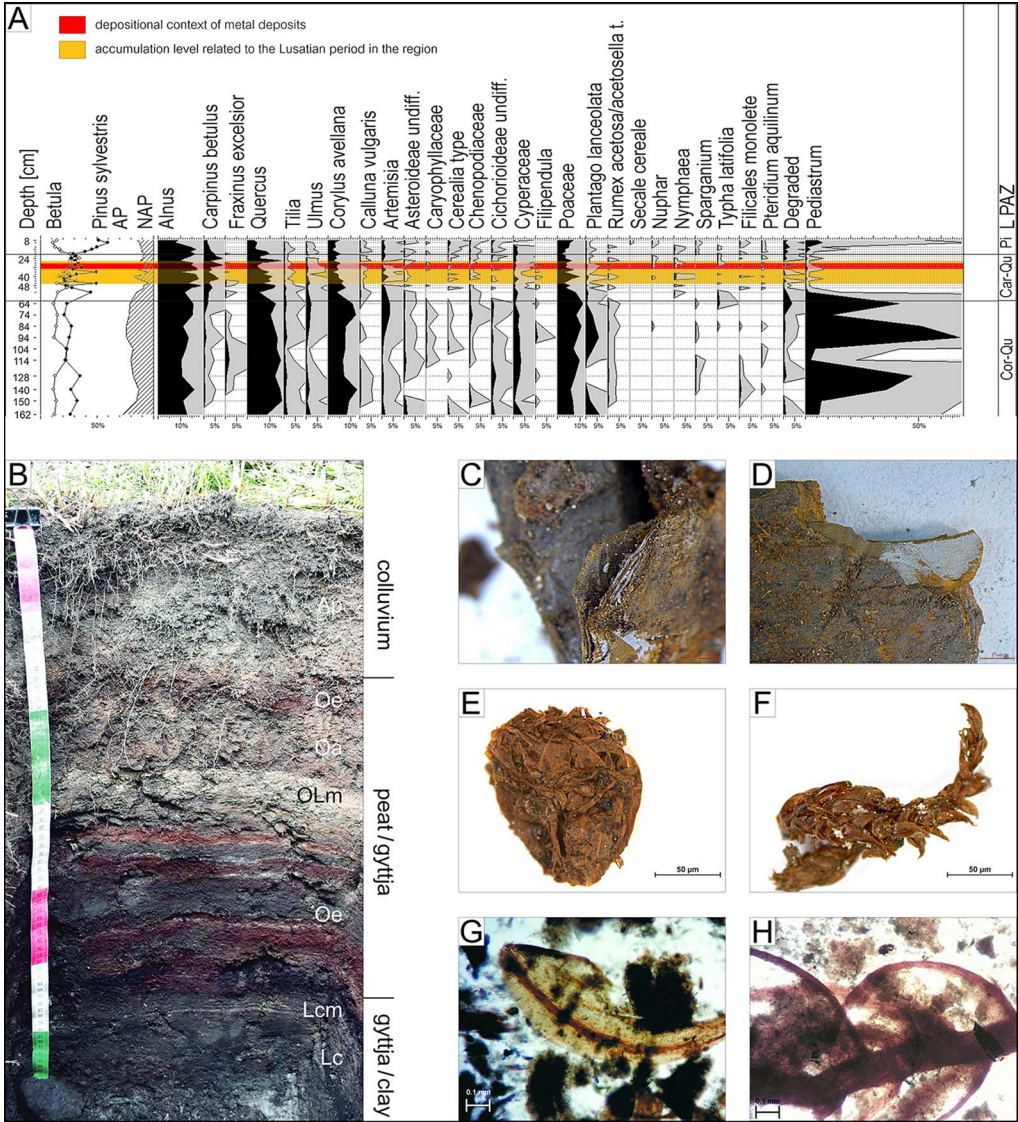 A
depositional context of metal deposits
accumulation level related to the Lusatian period in the region
Depth [cm]
Betula
Pinus sylvestris
AP
NAP
Alnus
Carpinus betulus
Fraxinus excelsior
Quercus
Tilia
Ulmus
Corylus avellana
Calluna vulgaris
Artemisia
Asteroideae undiff.
Caryophyllaceae
Cerealia type
Chenopodiaceae
Cichorioideae undiff.
Cyperaceae
Filipendula
Poaceae
Plantago lanceolata
Rumex acetosa/acetosella t.
Secale cereale
Nuphar
Nymphaea
Sparganium
Typha latifolia
Filicales monolete
Pteridium aquilinum
Degraded
Pediastrum
L PAZ
8
24
40
48
64
74
84
94
104
114
128
140
150
162
Pi
Car-Qu
Cor-Qu
50% 10% 5% 5% 10% 5% 5% 10% 5% 5% 5% 5% 5% 5% 5% 5% 5% 10% 5% 5% 5% 5% 5% 5% 5% 5% 5% 5% 50%
B
Ap
Oe
Oa
OLm
Oe
Lcm
Lc
colluvium
peat / gyttja
gyttja / clay
C
D
E
50 µm
F
50 µm
G
0.1 mm
H
0.1 mm